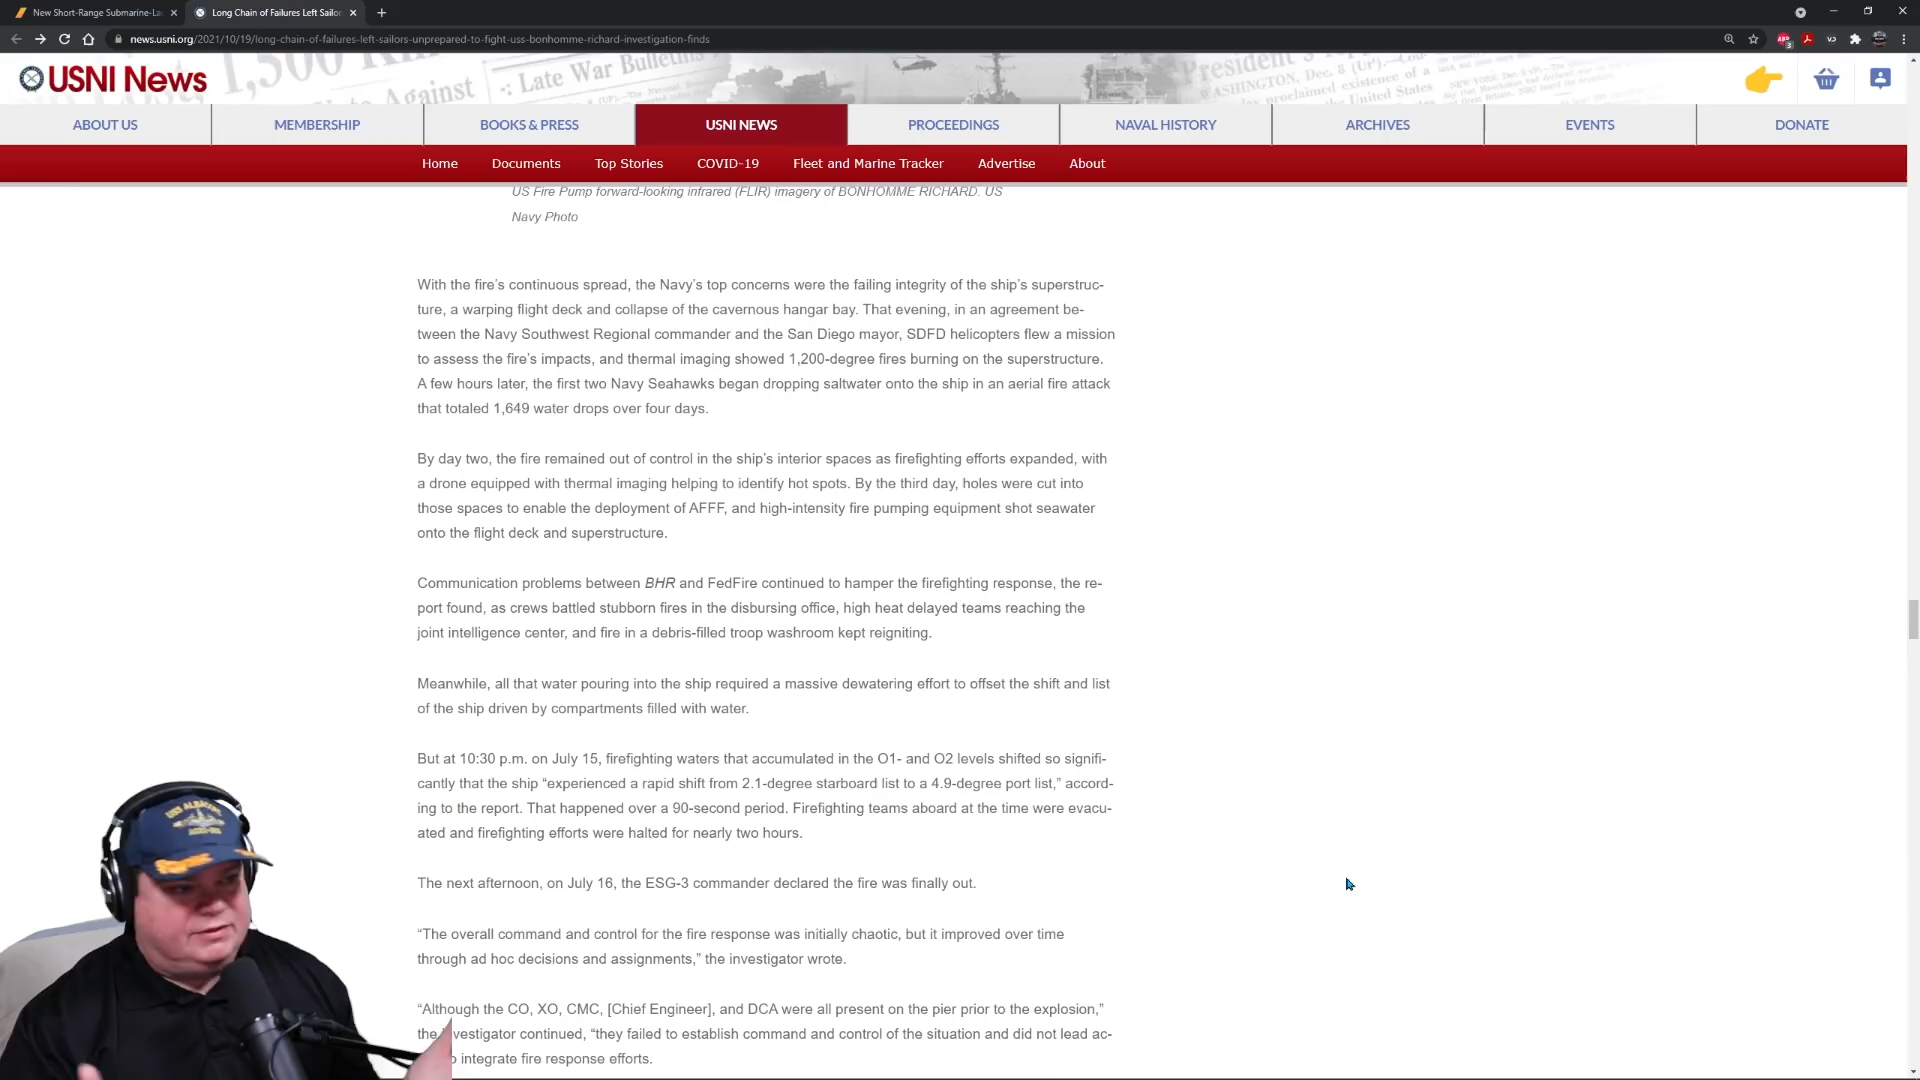 New Short-Range Submarine-La
Long Chain of Failures Left Sailor
news.usni.org/2021/10/19/long-chain-of-failures-left-sailors-unprepared-to-fight-uss-bonhomme-richard-investigation-finds
USNI News
Against
Late War Bulletins
President's
WASHINGTON, Dec. 8 (UP).
proclaimed existence of a
United States
ABOUT US
MEMBERSHIP
BOOKS & PRESS
USNI NEWS
PROCEEDINGS
NAVAL HISTORY
ARCHIVES
EVENTS
DONATE
Home
Documents
Top Stories
COVID-19
Fleet and Marine Tracker
Advertise
About
US Fire Pump forward-looking infrared (FLIR) imagery of BONHOMME RICHARD. US
Navy Photo
With the fire’s continuous spread, the Navy’s top concerns were the failing integrity of the ship’s superstruc-
ture, a warping flight deck and collapse of the cavernous hangar bay. That evening, in an agreement be-
tween the Navy Southwest Regional commander and the San Diego mayor, SDFD helicopters flew a mission
to assess the fire’s impacts, and thermal imaging showed 1,200-degree fires burning on the superstructure.
A few hours later, the first two Navy Seahawks began dropping saltwater onto the ship in an aerial fire attack
that totaled 1,649 water drops over four days.
By day two, the fire remained out of control in the ship’s interior spaces as firefighting efforts expanded, with
a drone equipped with thermal imaging helping to identify hot spots. By the third day, holes were cut into
those spaces to enable the deployment of AFFF, and high-intensity fire pumping equipment shot seawater
onto the flight deck and superstructure.
Communication problems between BHR and FedFire continued to hamper the firefighting response, the re-
port found, as crews battled stubborn fires in the disbursing office, high heat delayed teams reaching the
joint intelligence center, and fire in a debris-filled troop washroom kept reigniting.
Meanwhile, all that water pouring into the ship required a massive dewatering effort to offset the shift and list
of the ship driven by compartments filled with water.
But at 10:30 p.m. on July 15, firefighting waters that accumulated in the O1- and O2 levels shifted so signifi-
cantly that the ship “experienced a rapid shift from 2.1-degree starboard list to a 4.9-degree port list,” accord-
ing to the report. That happened over a 90-second period. Firefighting teams aboard at the time were evacu-
ated and firefighting efforts were halted for nearly two hours.
The next afternoon, on July 16, the ESG-3 commander declared the fire was finally out.
“The overall command and control for the fire response was initially chaotic, but it improved over time
through ad hoc decisions and assignments,” the investigator wrote.
“Although the CO, XO, CMC, [Chief Engineer], and DCA were all present on the pier prior to the explosion,”
the investigator continued, “they failed to establish command and control of the situation and did not lead ac-
integrate fire response efforts.
USS ALBACORE